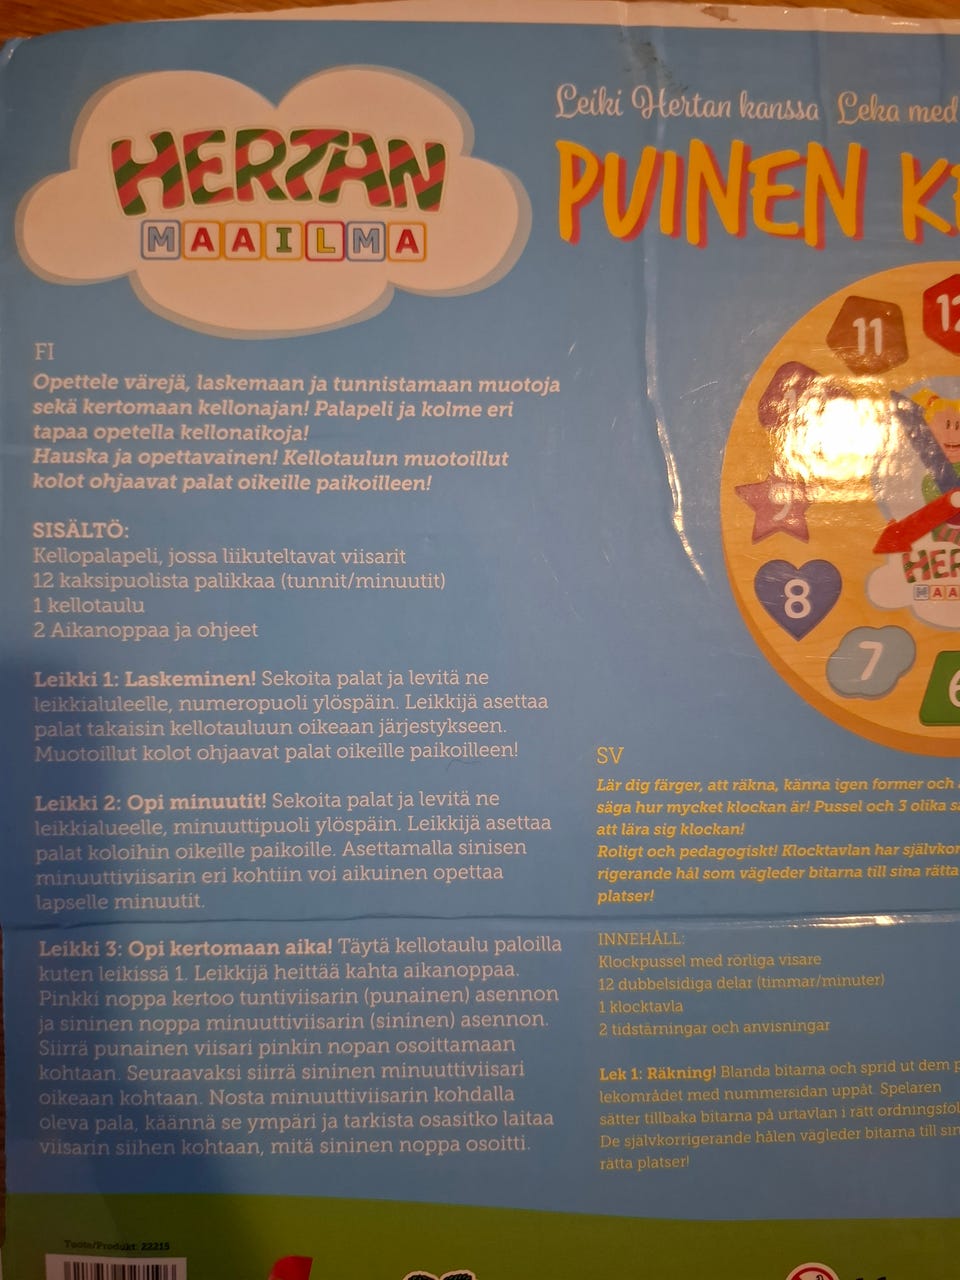 HERTAN
MAAILMA
Leiki Hertan kanssa Leka med
PUINEN
FI
Opettele värejä, laskemaan ja tunnistamaan muotoja
sekä kertomaan kellonajan! Palapeli ja kolme eri
tapaa opetella kellonaikoja!
Hauska ja opettavainen! Kellotaulun muotoillut
kolot ohjaavat palat oikeille paikoilleen!
SISÄLTÖ:
Kellopalapeli, jossa liikuteltavat viisarit
12 kaksipuolista palikkaa (tunnit/minuutit)
1 kellotaulu
2 Aikanoppaa ja ohjeet
Leikki 1: Laskeminen! Sekoita palat ja levitä ne
leikkialuleelle, numeropuoli ylöspäin. Leikkijä asettaa
palat takaisin kellotauluun oikeaan järjestykseen.
Muotoillut kolot ohjaavat palat oikeille paikoilleen!
Leikki 2: Opi minuutit! Sekoita palat ja levitä ne
leikkialueelle, minuuttipuoli ylöspäin. Leikkijä asettaa
palat koloihin oikeille paikoille. Asettamalla sinisen
minuuttiviisarin eri kohtiin voi aikuinen opettaa
lapselle minuutit.
Leikki 3: Opi kertomaan aika! Täytä kellotaulu paloilla
kuten leikissä 1. Leikkijä heittää kahta aikanoppaa.
Pinkki noppa kertoo tuntiviisarin (punainen) asennon
ja sininen noppa minuuttiviisarin (sininen) asennon.
Siirrä punainen viisari pinkin nopan osoittamaan
kohtaan. Seuraavaksi siirrä sininen minuuttiviisari
oikeaan kohtaan. Nosta minuuttiviisarin kohdalla
oleva pala, käännä se ympäri ja tarkista osasitko laitaa
viisarin siihen kohtaan, mitä sininen noppa osoitti.
Tuote/Produkt: 22215
12
11
9
8
7
6
SV
Lär dig färger, att räkna, känna igen former och
säga hur mycket klockan är! Pussel och 3 olika
att lära sig klockan!
Roligt och pedagogiskt! Klocktavlan har självkor
rigerande hål som vägleder bitarna till sina rätta
platser!
INNEHÅLL:
Klockpussel med rörliga visare
12 dubbelsidiga delar (timmar/minuter)
1 klocktavla
2 tidstärningar och anvisningar
Lek 1: Räkning! Blanda bitarna och sprid ut dem
lekområdet med nummersidan uppåt. Spelaren
sätter tillbaka bitarna på urtavlan i rätt ordningsföl
De självkorrigerande hålen vägleder bitarna till
rätta platser!